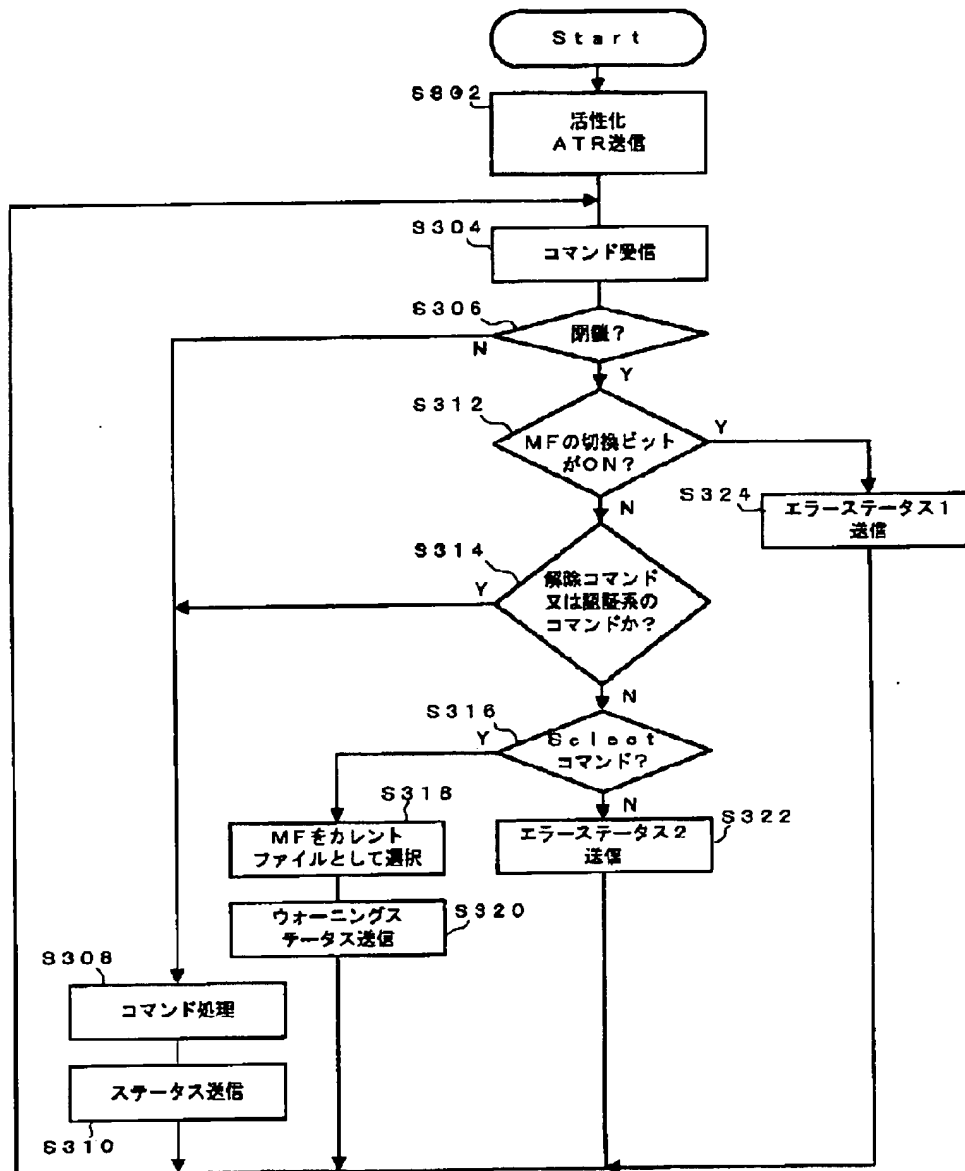 Start
S302
活性化
ATR送信
S304
コマンド受信
S306
閉鎖?
N
Y
S312
MFの切換ビット
がON?
Y
N
S324
エラーステータス1
送信
S314
解除コマンド
又は認証系の
コマンドか?
Y
N
S316
Select
コマンド?
Y
N
S318
MFをカレント
ファイルとして選択
S322
エラーステータス2
送信
S320
ウォーニングス
テータス送信
S308
コマンド処理
ステータス送信
S310